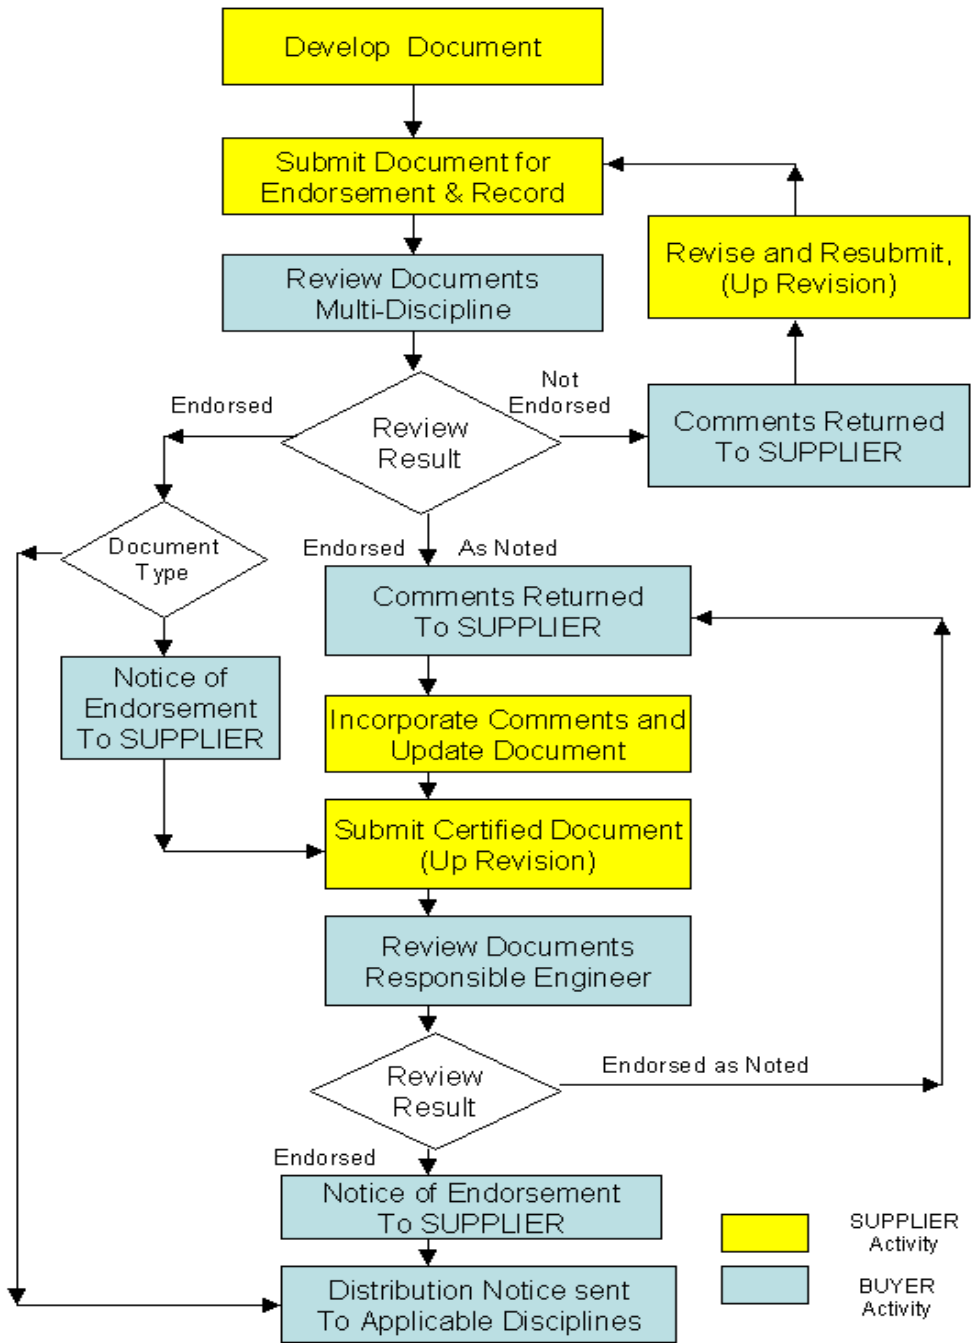 Develop Document
Submit Document for
Endorsement & Record
Revise and Resubmit,
(Up Revision)
Review Documents
Multi-Discipline
Endorsed
Not
Endorsed
Review
Result
Comments Returned
To SUPPLIER
Document
Type
Endorsed As Noted
Comments Returned
To SUPPLIER
Notice of
Endorsement
To SUPPLIER
Incorporate Comments and
Update Document
Submit Certified Document
(Up Revision)
Review Documents
Responsible Engineer
Review
Result
Endorsed as Noted
Endorsed
Notice of Endorsement
To SUPPLIER
Distribution Notice sent
To Applicable Disciplines
SUPPLIER
Activity
BUYER
Activity